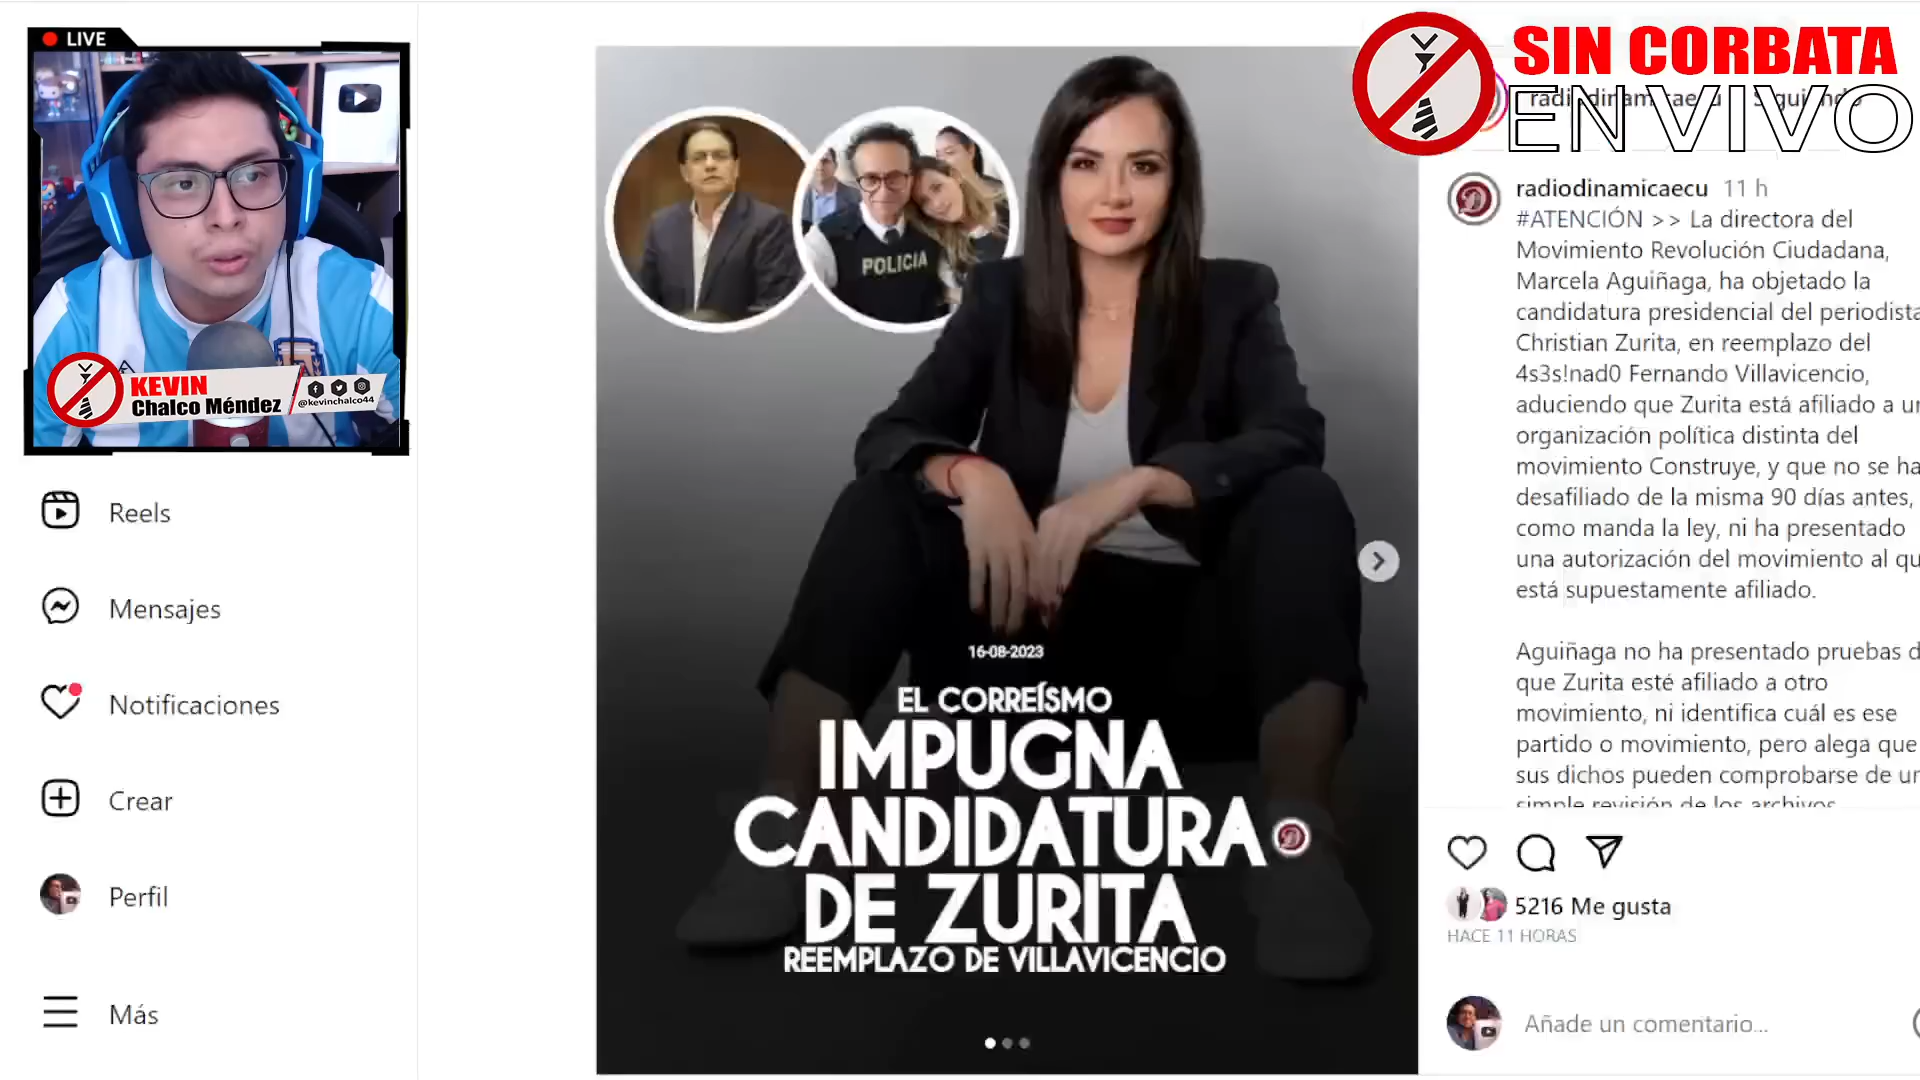 LIVE
KEVIN
Chalco Méndez
@kevinchalco44
Reels
Mensajes
Notificaciones
Crear
Perfil
Más
POLICIA
16-08-2023
EL CORREÍSMO
IMPUGNA
CANDIDATURA
DE ZURITA
REEMPLAZO DE VILLAVICENCIO
SIN CORBATA
EN VIVO
radiodinamicaecu
Siguiendo
radiodinamicaecu 11 h
#ATENCIÓN >> La directora del
Movimiento Revolución Ciudadana,
Marcela Aguiñaga, ha objetado la
candidatura presidencial del periodista
Christian Zurita, en reemplazo del
4s3s!nad0 Fernando Villavicencio,
aduciendo que Zurita está afiliado a
organización política distinta del
movimiento Construye, y que no se ha
desafiliado de la misma 90 días antes,
como manda la ley, ni ha presentado
una autorización del movimiento al
está supuestamente afiliado.
Aguiñaga no ha presentado pruebas
que Zurita esté afiliado a otro
movimiento, ni identifica cuál es ese
partido o movimiento, pero alega que
sus dichos pueden comprobarse de
simple revisión de los archivos
5216 Me gusta
HACE 11 HORAS
Añade un comentario...